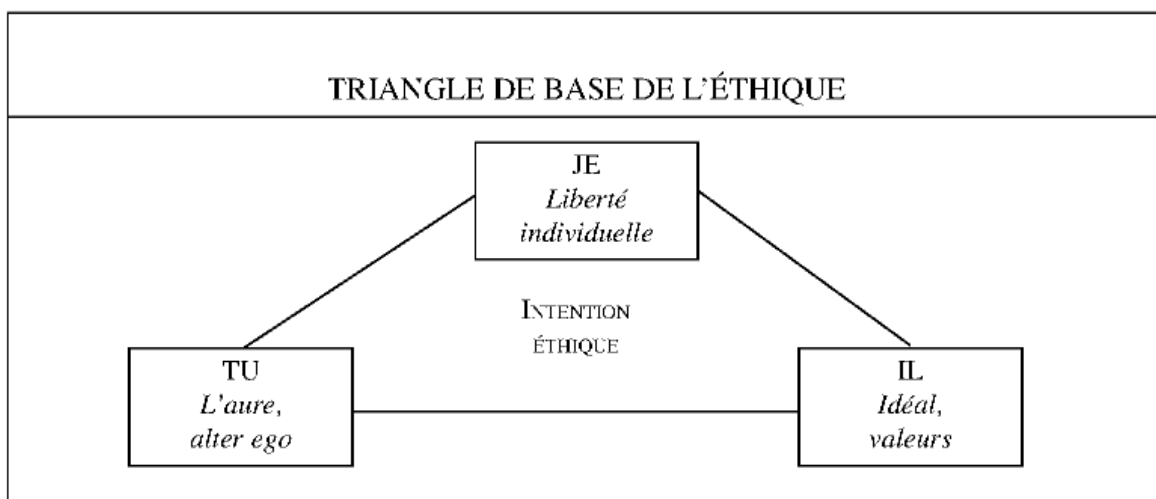 TRIANGLE DE BASE DE L'ÉTHIQUE
JE
Liberté
individuelle
INTENTION
ÉTHIQUE
TU
L'aure,
alter ego
IL
Idéal,
valeurs